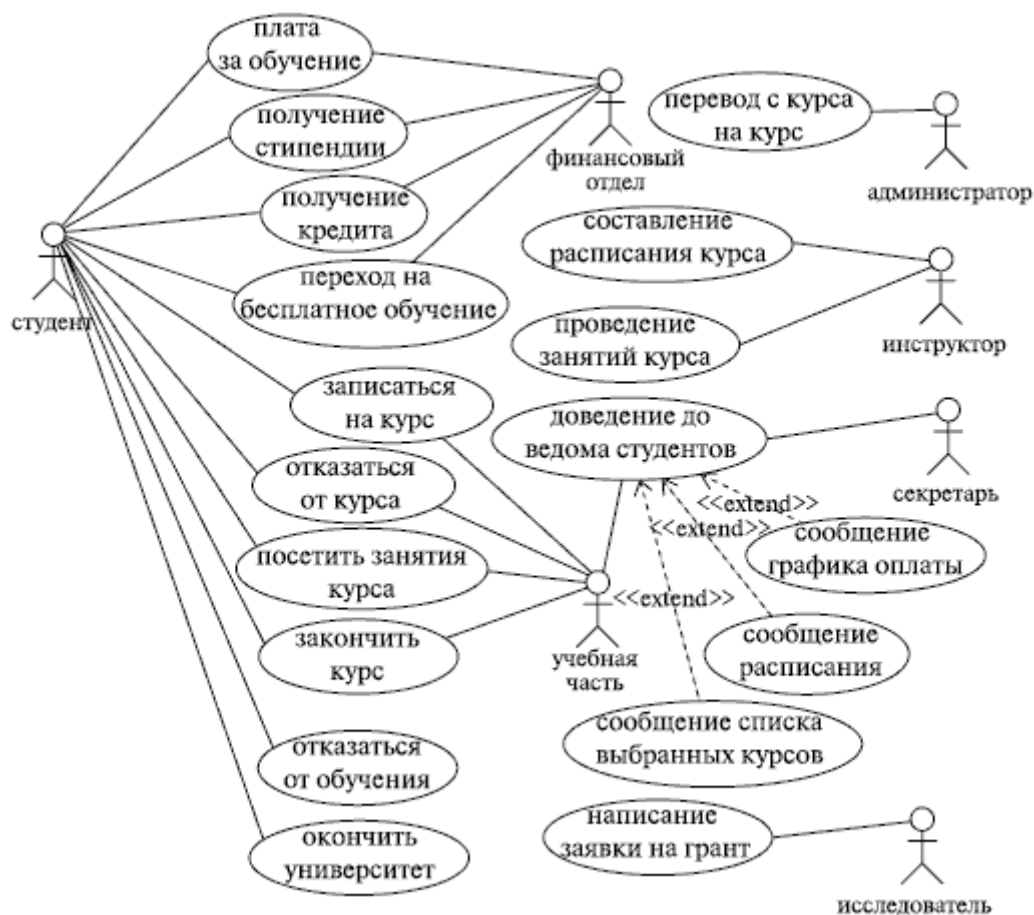 плата
за обучение
получение
стипендии
получение
кредита
переход на
бесплатное обучение
студент
финансовый
отдел
перевод с курса
на курс
администратор
составление
расписания курса
проведение
занятий курса
инструктор
записаться
на курс
отказаться
от курса
посетить занятия
курса
закончить
курс
отказаться
от обучения
окончить
университет
доведение до
ведома студентов
секретарь
<<extend>>
<<extend>>
<<extend>>
сообщение
графика оплаты
сообщение
расписания
учебная
часть
сообщение списка
выбранных курсов
написание
заявки на грант
исследователь